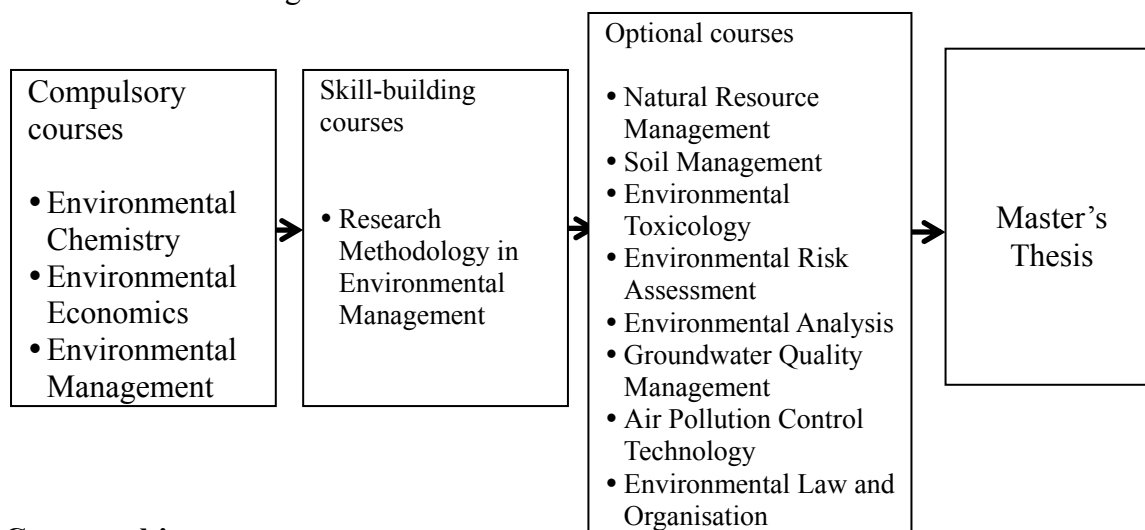 Compulsory
courses
• Environmental
Chemistry
• Environmental
Economics
• Environmental
Management
Skill-building
courses
• Research
Methodology in
Environmental
Management
Optional courses
• Natural Resource
Management
• Soil Management
• Environmental
Toxicology
• Environmental Risk
Assessment
• Environmental Analysis
• Groundwater Quality
Management
• Air Pollution Control
Technology
• Environmental Law and
Organisation
Master’s
Thesis